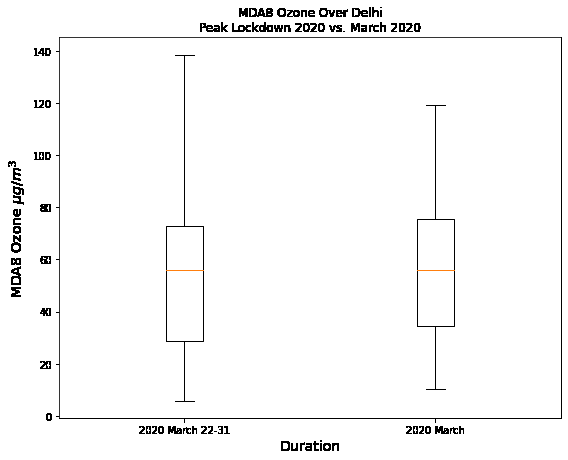 MDA8 Ozone Over Delhi
Peak Lockdown 2020 vs. March 2020
MDA8 Ozone μg/m³
140
120
100
80
60
40
20
0
2020 March 22-31
2020 March
Duration